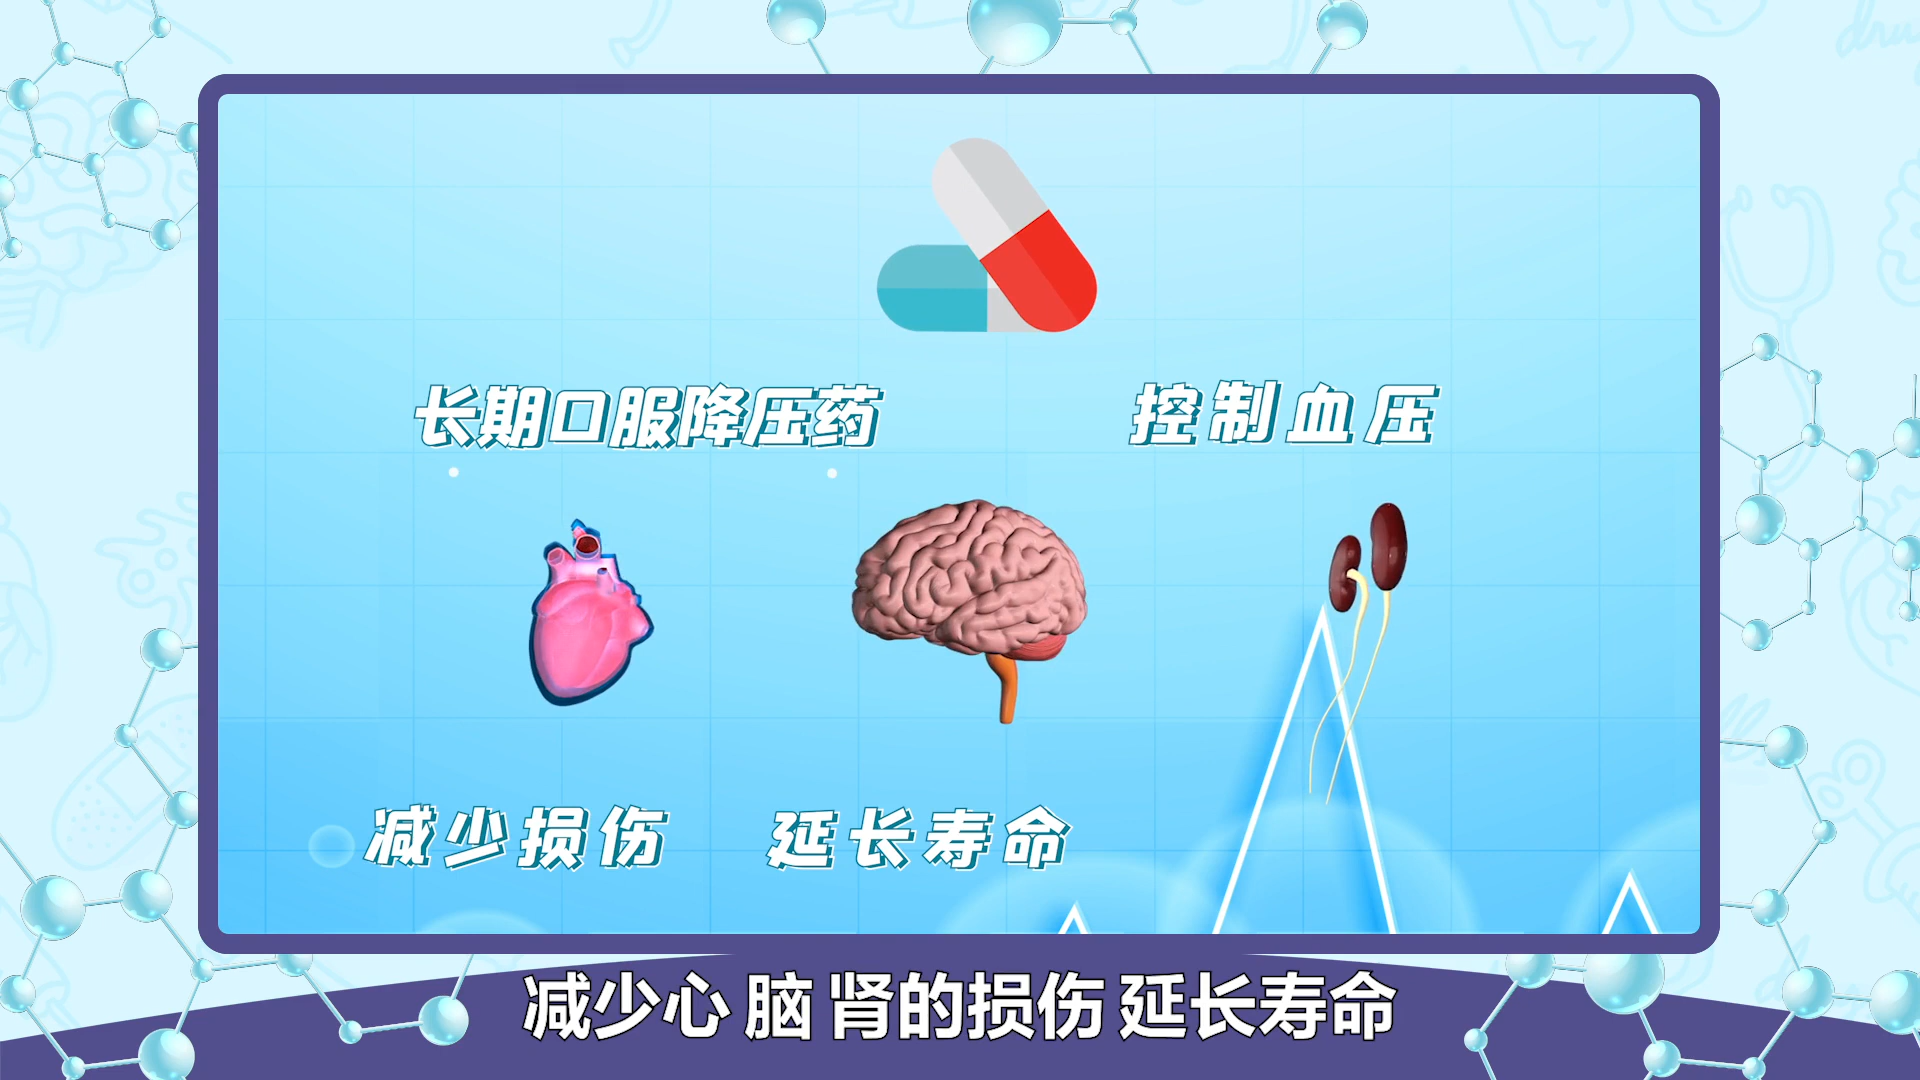 长期口服降压药
控制血压
减少损伤
延长寿命
减少心 脑 肾的损伤 延长寿命